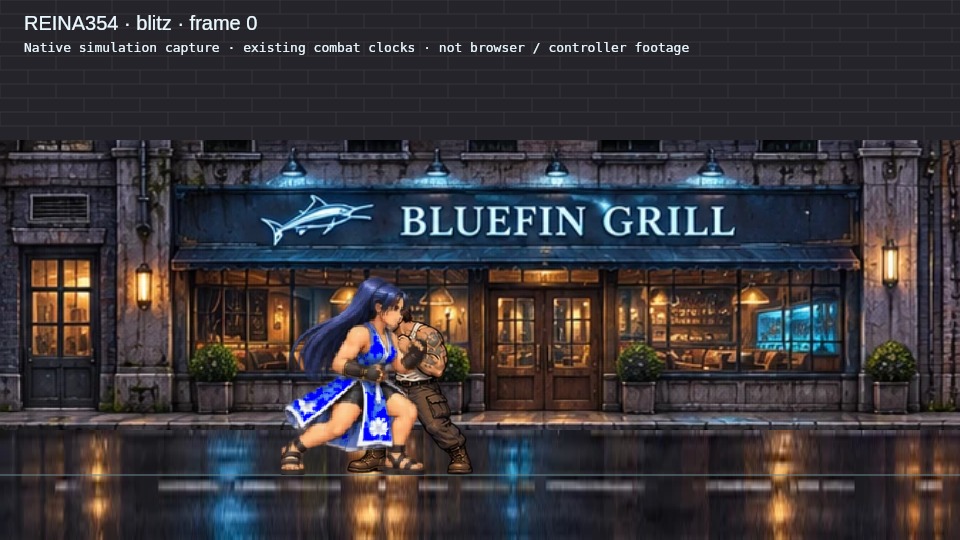 REINA354 · blitz · frame 0
Native simulation capture · existing combat clocks · not browser / controller footage
BLUEFIN GRILL